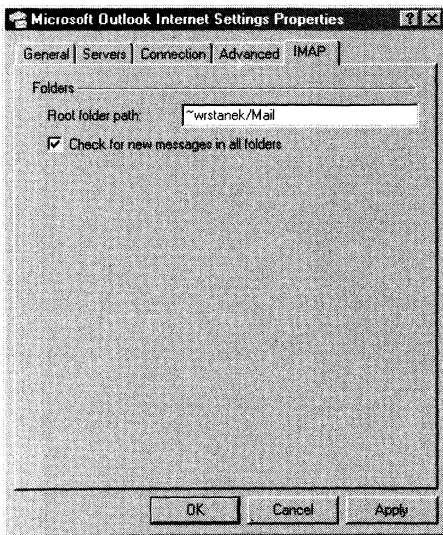 Microsoft Outlook Internet Settings Properties
General Servers Connection Advanced IMAP
Folders
Root folder path: ~wrstanek/Mail
Check for new messages in all folders
OK Cancel Apply